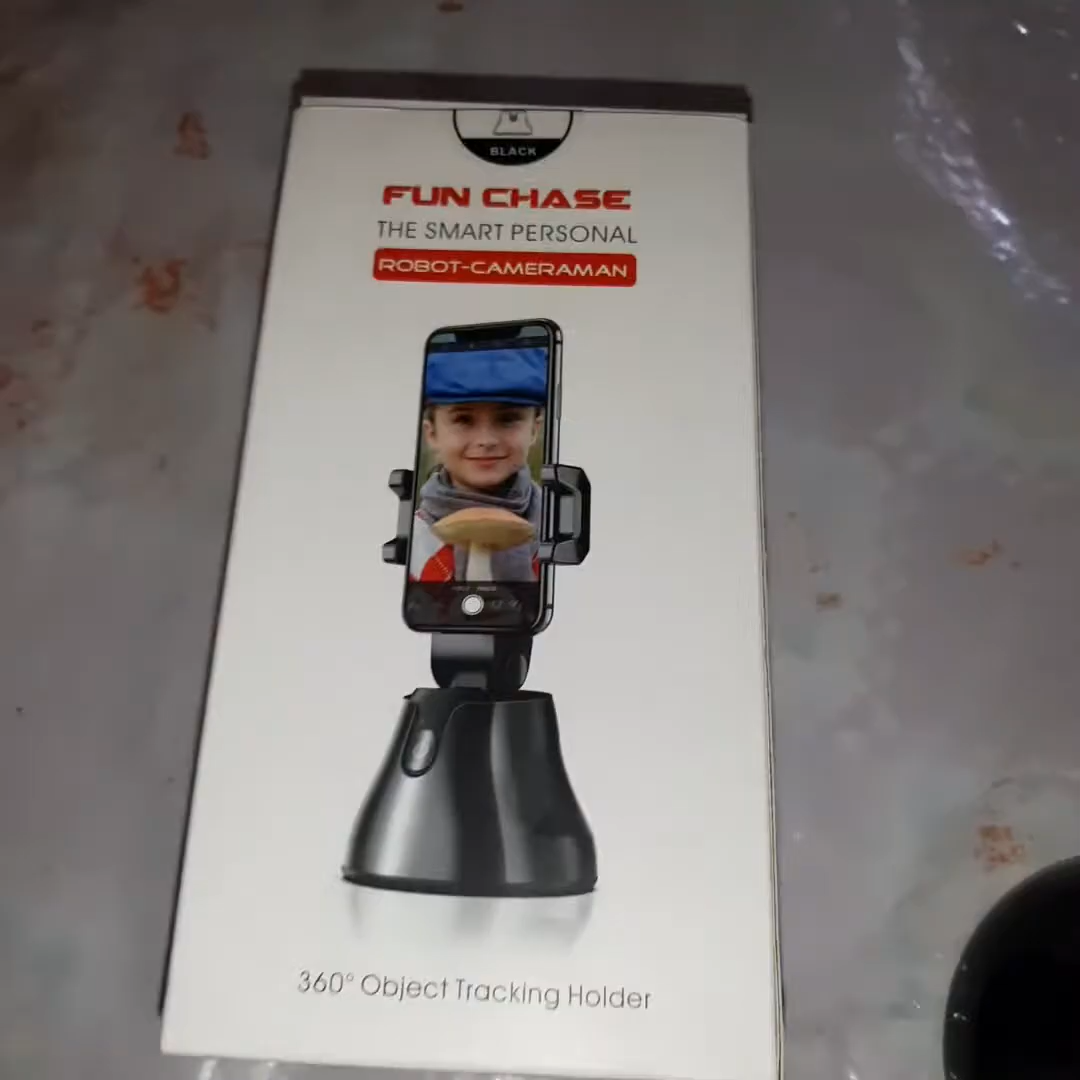 BLACK
FUN CHASE
THE SMART PERSONAL
ROBOT-CAMERAMAN
360° Object Tracking Holder